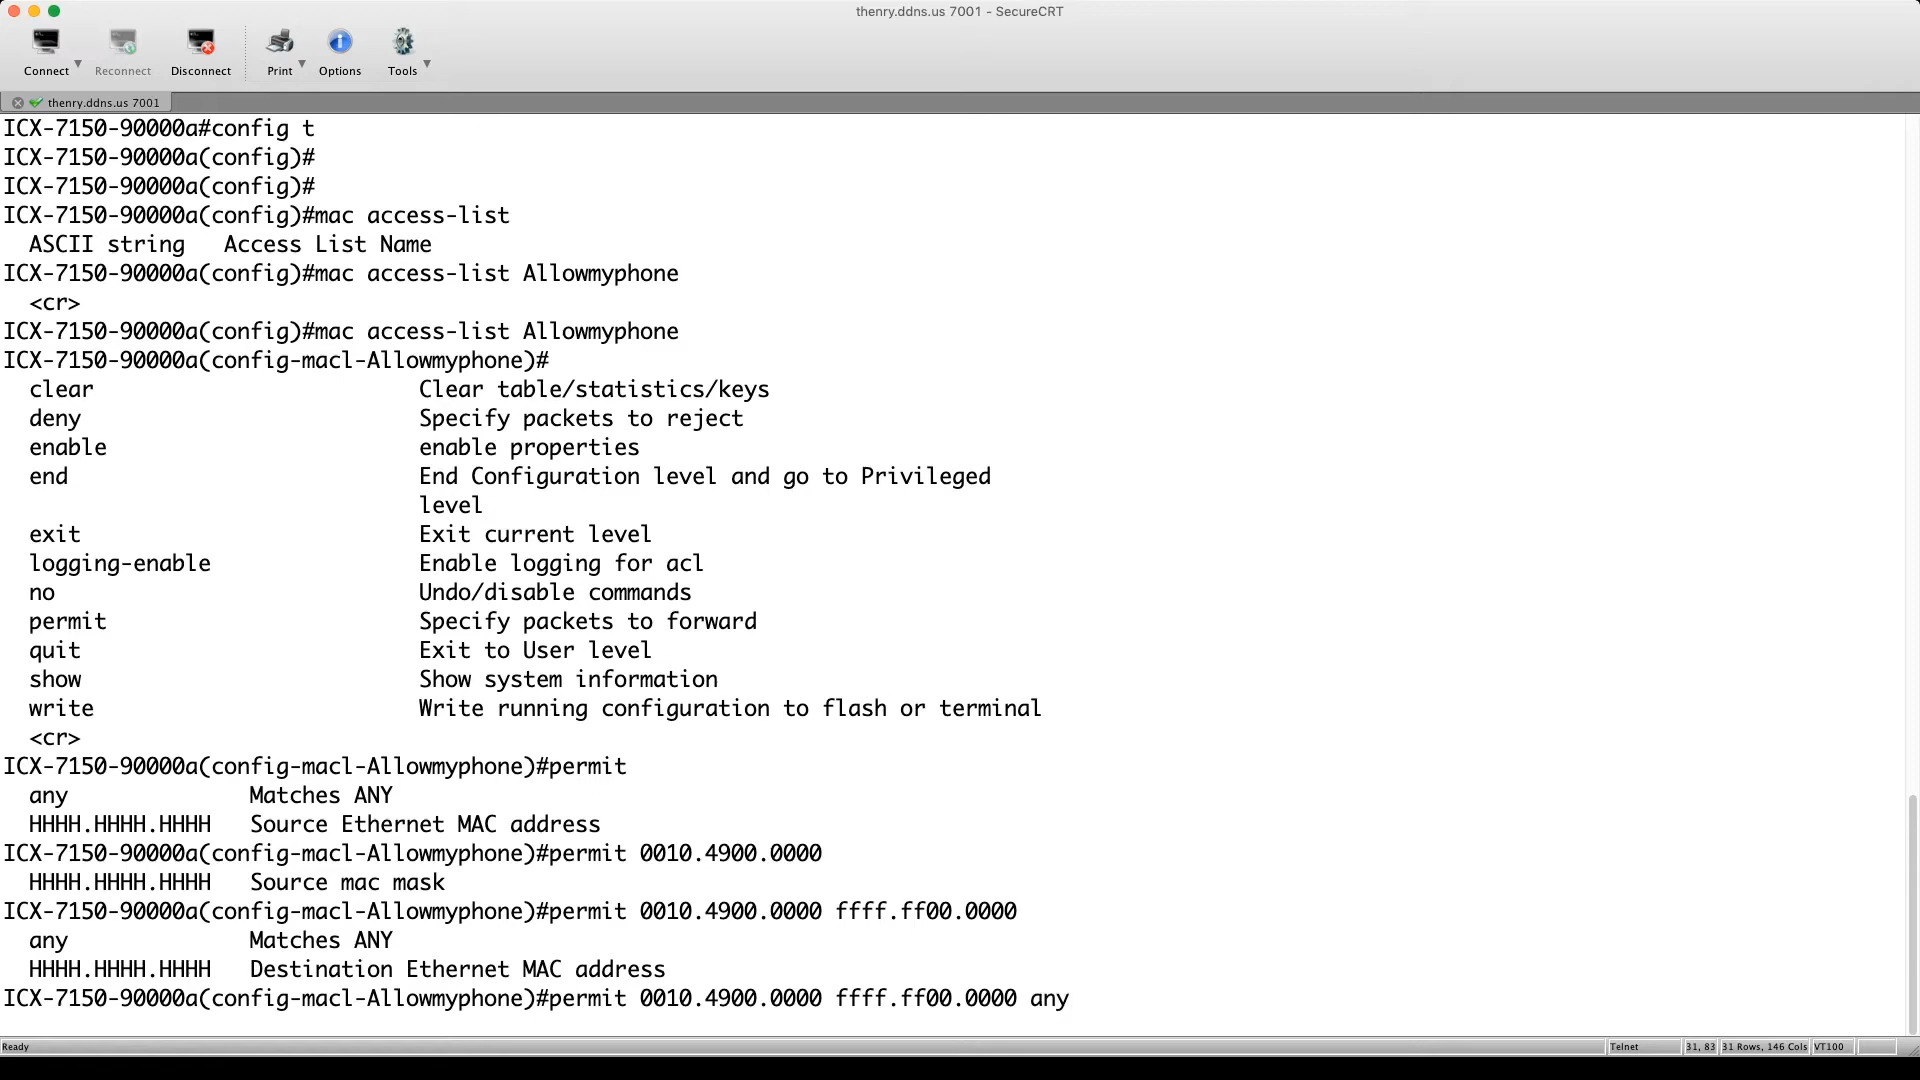 thenry.ddns.us 7001 - SecureCRT
Connect Reconnect Disconnect Print Options Tools
thenry.ddns.us 7001
ICX-7150-90000a#config t
ICX-7150-90000a(config)#
ICX-7150-90000a(config)#
ICX-7150-90000a(config)#mac access-list
ASCII string   Access List Name
ICX-7150-90000a(config)#mac access-list Allowmyphone
<cr>
ICX-7150-90000a(config)#mac access-list Allowmyphone
ICX-7150-90000a(config-macl-Allowmyphone)#
clear                         Clear table/statistics/keys
deny                          Specify packets to reject
enable                        enable properties
end                           End Configuration level and go to Privileged
level
exit                          Exit current level
logging-enable                Enable logging for acl
no                            Undo/disable commands
permit                        Specify packets to forward
quit                          Exit to User level
show                          Show system information
write                         Write running configuration to flash or terminal
<cr>
ICX-7150-90000a(config-macl-Allowmyphone)#permit
any              Matches ANY
HHHH.HHHH.HHHH   Source Ethernet MAC address
ICX-7150-90000a(config-macl-Allowmyphone)#permit 0010.4900.0000
HHHH.HHHH.HHHH   Source mac mask
ICX-7150-90000a(config-macl-Allowmyphone)#permit 0010.4900.0000 ffff.ff00.0000
any              Matches ANY
HHHH.HHHH.HHHH   Destination Ethernet MAC address
ICX-7150-90000a(config-macl-Allowmyphone)#permit 0010.4900.0000 ffff.ff00.0000 any
Ready Telnet 31, 83 31 Rows, 146 Cols VT100